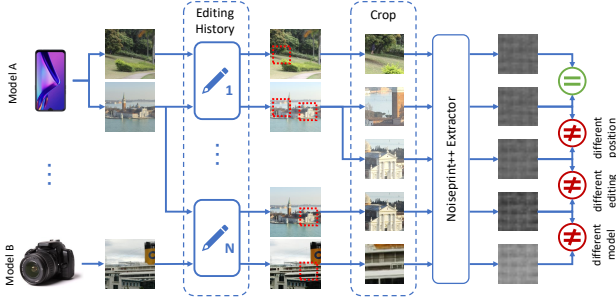 Editing
History
Crop
Model A
1
Noiseprint++ Extractor
=
≠
different
position
≠
different
editing
N
≠
different
model
Model B